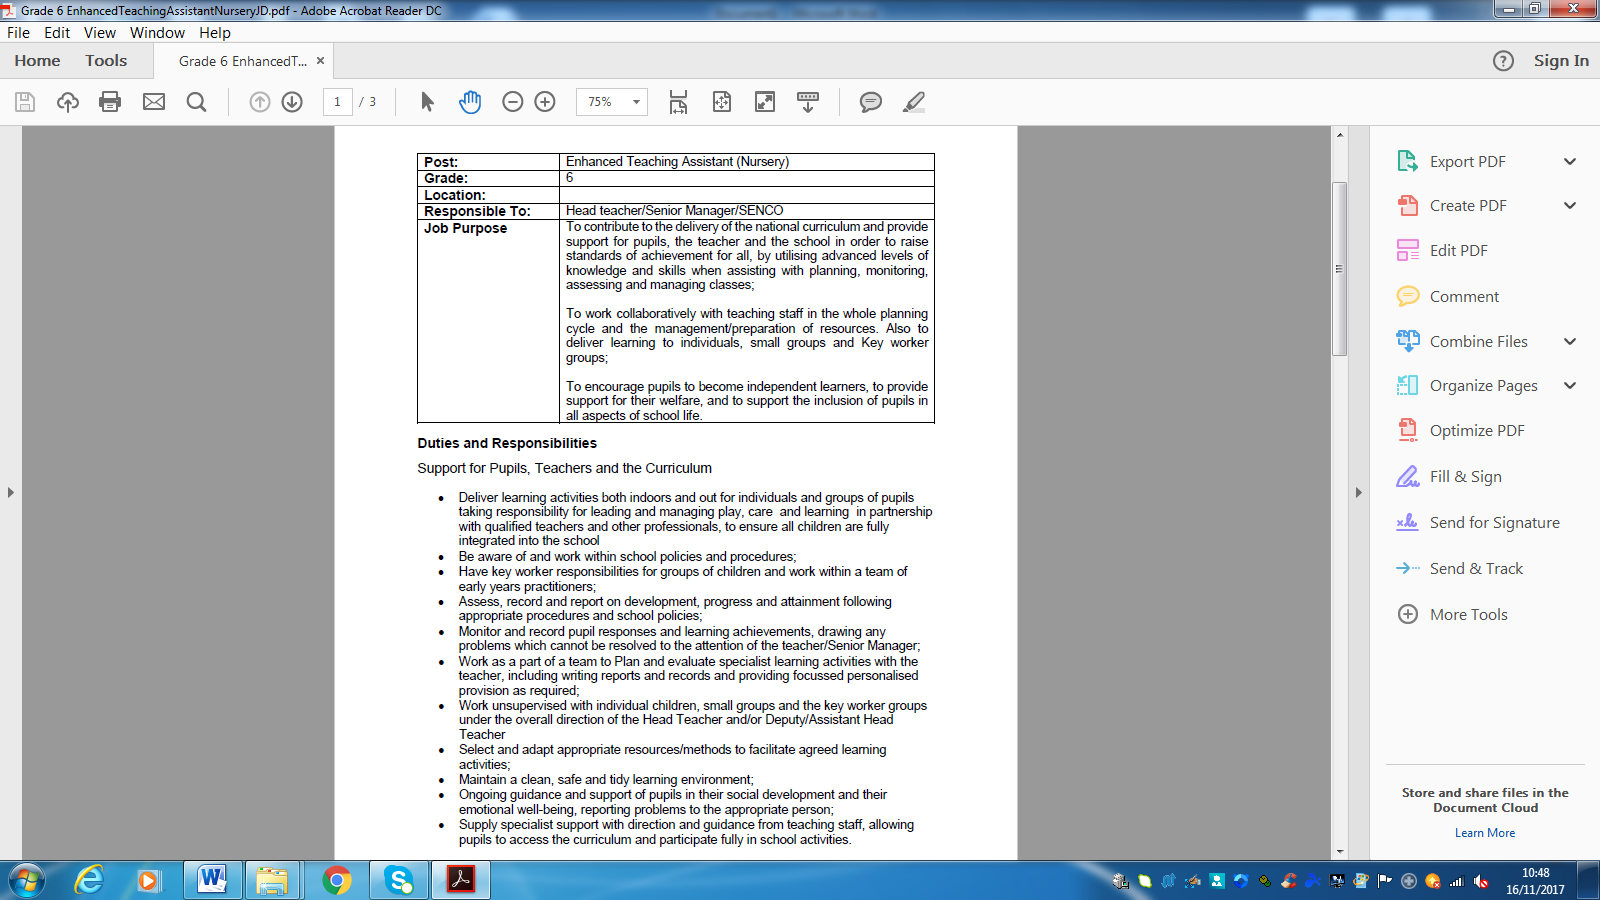 Grade 6 EnhancedTeachingAssistantNurseryJD.pdf - Adobe Acrobat Reader DC
File Edit View Window Help
Home Tools Grade 6 EnhancedT... × ? Sign In
1 / 3 75%
Post: Enhanced Teaching Assistant (Nursery)
Grade: 6
Location:
Responsible To: Head teacher/Senior Manager/SENCO
Job Purpose To contribute to the delivery of the national curriculum and provide
support for pupils, the teacher and the school in order to raise
standards of achievement for all, by utilising advanced levels of
knowledge and skills when assisting with planning, monitoring,
assessing and managing classes;
To work collaboratively with teaching staff in the whole planning
cycle and the management/preparation of resources. Also to
deliver learning to individuals, small groups and Key worker
groups;
To encourage pupils to become independent learners, to provide
support for their welfare, and to support the inclusion of pupils in
all aspects of school life.
Duties and Responsibilities
Support for Pupils, Teachers and the Curriculum
• Deliver learning activities both indoors and out for individuals and groups of pupils
taking responsibility for leading and managing play, care and learning in partnership
with qualified teachers and other professionals, to ensure all children are fully
integrated into the school
• Be aware of and work within school policies and procedures;
• Have key worker responsibilities for groups of children and work within a team of
early years practitioners;
• Assess, record and report on development, progress and attainment following
appropriate procedures and school policies;
• Monitor and record pupil responses and learning achievements, drawing any
problems which cannot be resolved to the attention of the teacher/Senior Manager;
• Work as a part of a team to Plan and evaluate specialist learning activities with the
teacher, including writing reports and records and providing focussed personalised
provision as required;
• Work unsupervised with individual children, small groups and the key worker groups
under the overall direction of the Head Teacher and/or Deputy/Assistant Head
Teacher
• Select and adapt appropriate resources/methods to facilitate agreed learning
activities;
• Maintain a clean, safe and tidy learning environment;
• Ongoing guidance and support of pupils in their social development and their
emotional well-being, reporting problems to the appropriate person;
• Supply specialist support with direction and guidance from teaching staff, allowing
pupils to access the curriculum and participate fully in school activities.
Export PDF
Create PDF
Edit PDF
Comment
Combine Files
Organize Pages
Optimize PDF
Fill & Sign
Send for Signature
Send & Track
More Tools
Store and share files in the
Document Cloud
Learn More
10:48
16/11/2017